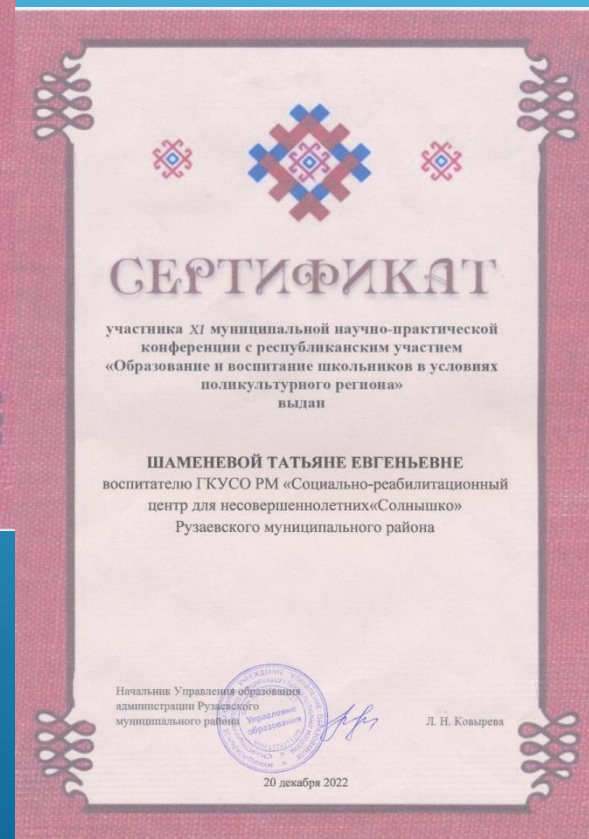 СЕРТИФИКАТ
участника XI муниципальной научно-практической
конференции с республиканским участием
«Образование и воспитание школьников в условиях
поликультурного региона»
выдан
ШАМЕНЕВОЙ ТАТЬЯНЕ ЕВГЕНЬЕВНЕ
воспитателю ГКУСО РМ «Социально-реабилитационный
центр для несовершеннолетних«Солнышко»
Рузаевского муниципального района
Начальник Управления образования
администрации Рузаевского
муниципального района
Л. Н. Ковырева
Управление
образования
20 декабря 2022